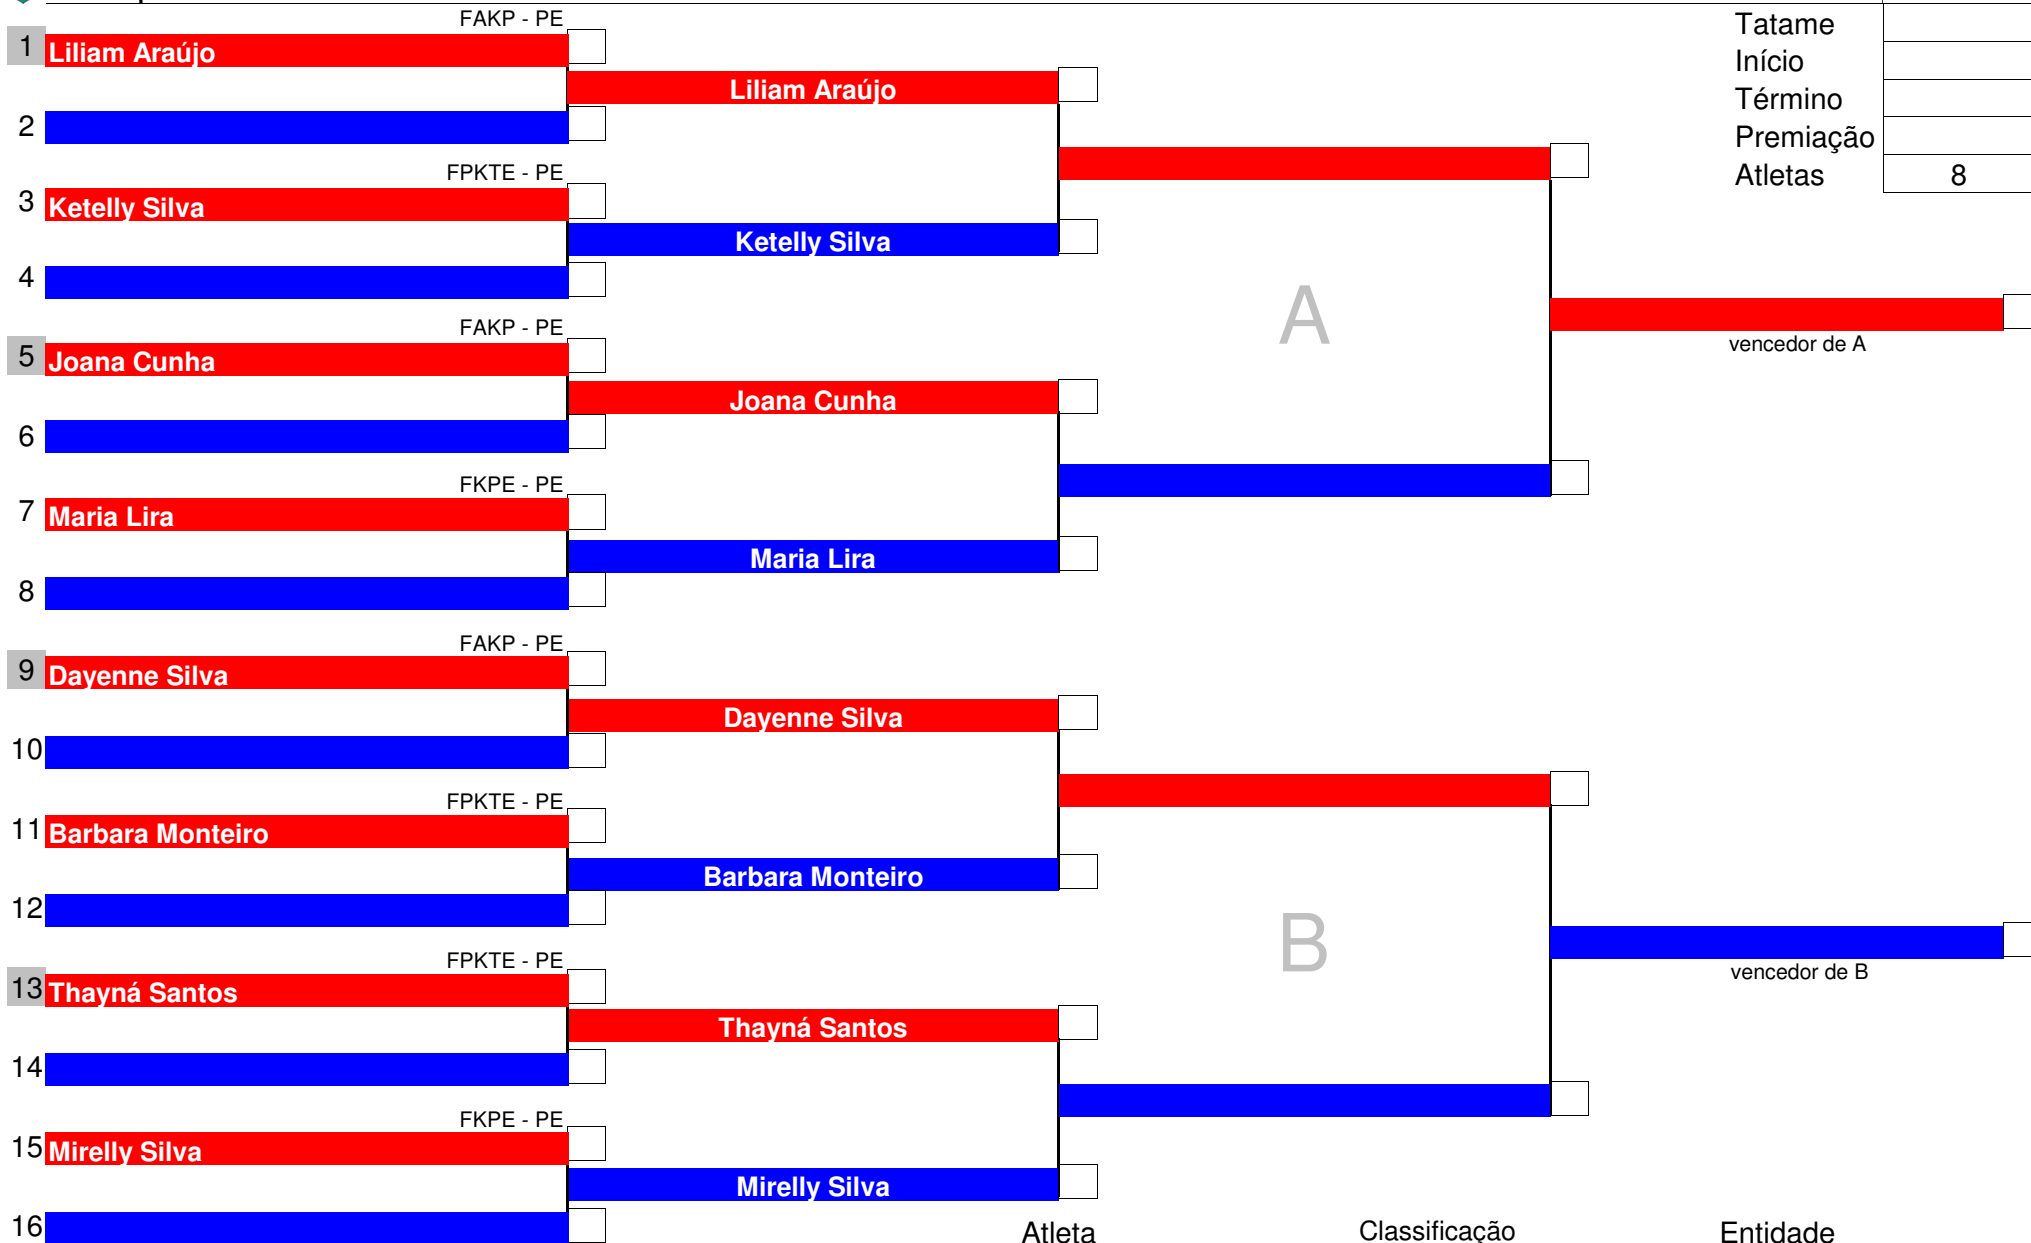 FAKP - PE
1 Liliam Araújo
Liliam Araújo
2
FPKTE - PE
3 Ketelly Silva
Ketelly Silva
4
FAKP - PE
5 Joana Cunha
Joana Cunha
6
FKPE - PE
7 Maria Lira
Maria Lira
8
FAKP - PE
9 Dayenne Silva
Dayenne Silva
10
FPKTE - PE
11 Barbara Monteiro
Barbara Monteiro
12
FPKTE - PE
13 Thayná Santos
Thayná Santos
14
FKPE - PE
15 Mirelly Silva
Mirelly Silva
16
A
vencedor de A
B
vencedor de B
Tatame
Início
Término
Premiação
Atletas 8
Atleta Classificação Entidade